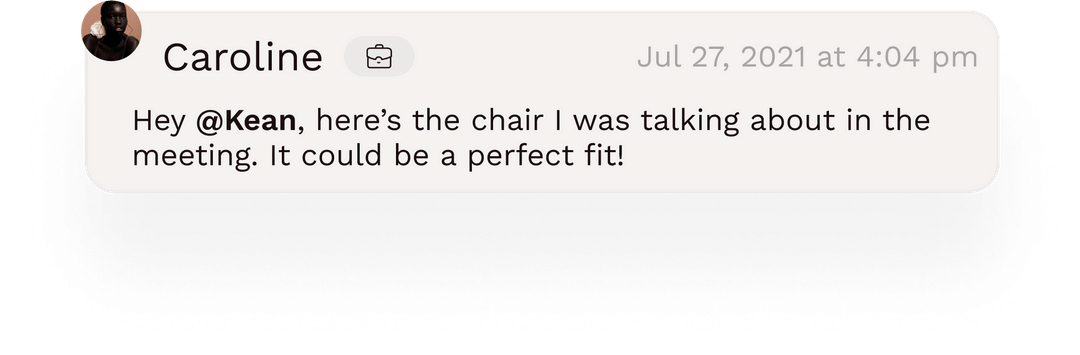 Caroline
Jul 27, 2021 at 4:04 pm
Hey @Kean, here’s the chair I was talking about in the
meeting. It could be a perfect fit!